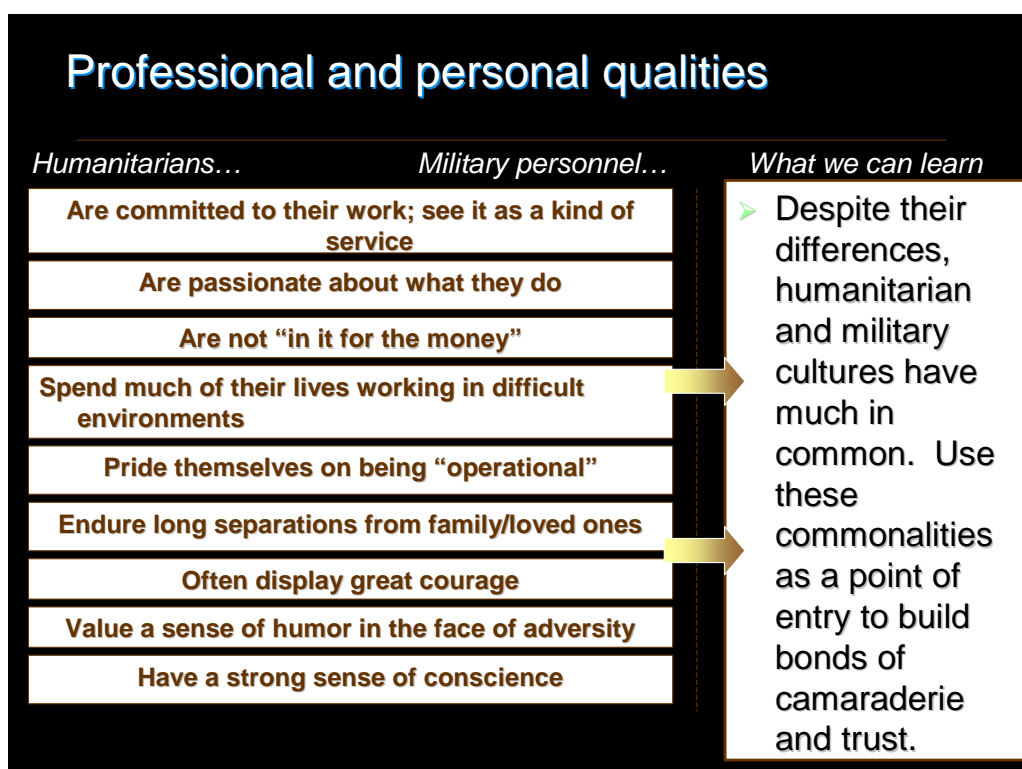 Professional and personal qualities
Humanitarians…
Military personnel…
What we can learn
Are committed to their work; see it as a kind of
service
Are passionate about what they do
Are not “in it for the money”
Spend much of their lives working in difficult
environments
Pride themselves on being “operational”
Endure long separations from family/loved ones
Often display great courage
Value a sense of humor in the face of adversity
Have a strong sense of conscience
Despite their
differences,
humanitarian
and military
cultures have
much in
common. Use
these
commonalities
as a point of
entry to build
bonds of
camaraderie
and trust.